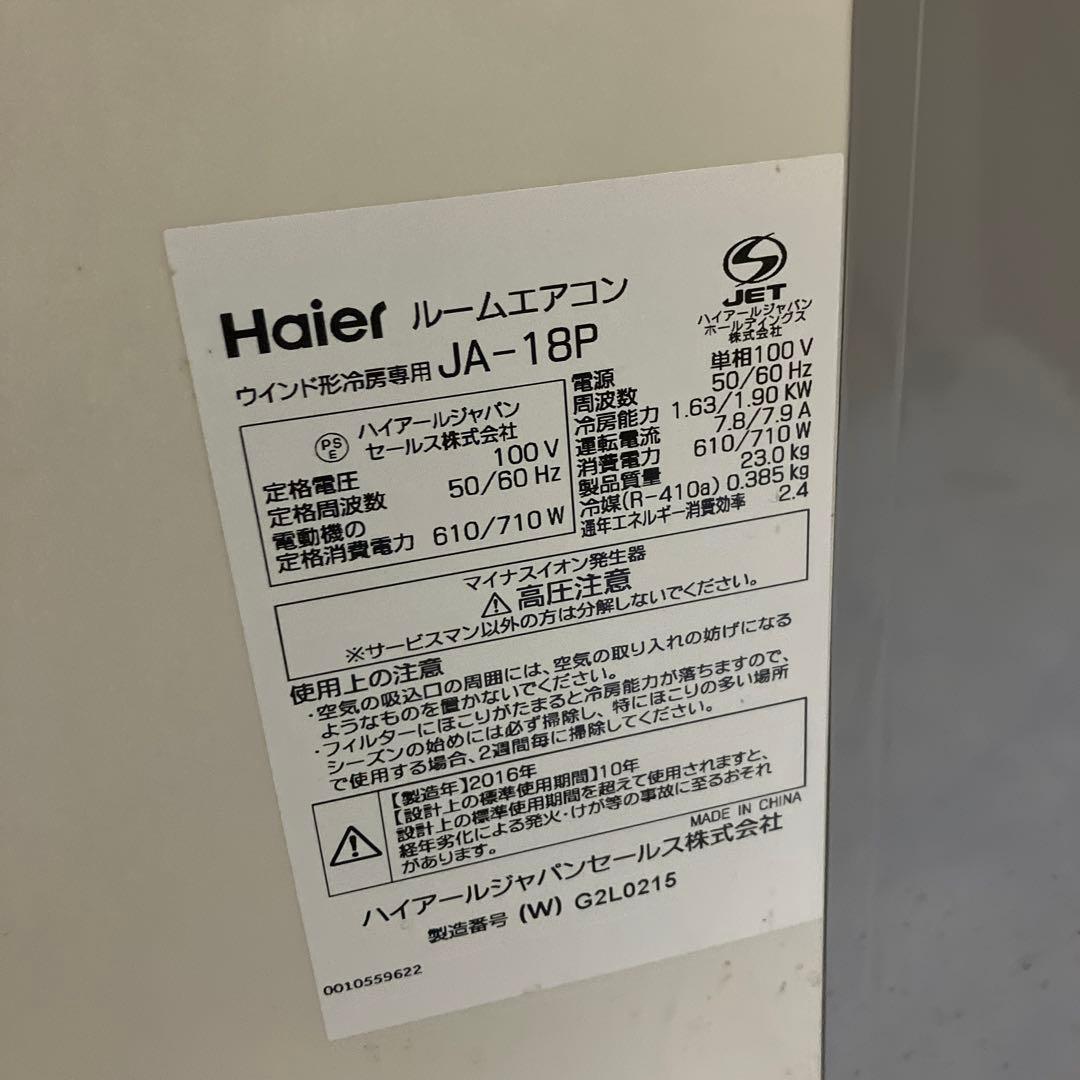 Haier ルームエアコン
ウインド形冷房専用 JA-18P
JET
ハイアールジャパン
ホールディングス
株式会社
PS
E
ハイアールジャパン
セールス株式会社
定格電圧 100 V
定格周波数 50/60 Hz
電動機の
定格消費電力 610/710 W
電源 単相100 V
周波数 50/60 Hz
冷房能力 1.63/1.90 KW
運転電流 7.8/7.9 A
消費電力 610/710 W
製品質量 23.0 kg
冷媒(R-410a) 0.385 kg
通年エネルギー消費効率 2.4
マイナスイオン発生器
高圧注意
※サービスマン以外の方は分解しないでください。
使用上の注意
・空気の吸込口の周囲には、空気の取り入れの妨げになる
ようなものを置かないでください。
・フィルターにほこりがたまると冷房能力が落ちますので、
シーズンの始めには必ず掃除し、特にほこりの多い場所
で使用する場合、2週間毎に掃除してください。
【製造年】2016年
【設計上の標準使用期間】10年
設計上の標準使用期間を超えて使用されますと、
経年劣化による発火・けが等の事故に至るおそれ
があります。
MADE IN CHINA
ハイアールジャパンセールス株式会社
製造番号 (W) G2L0215
0010559622